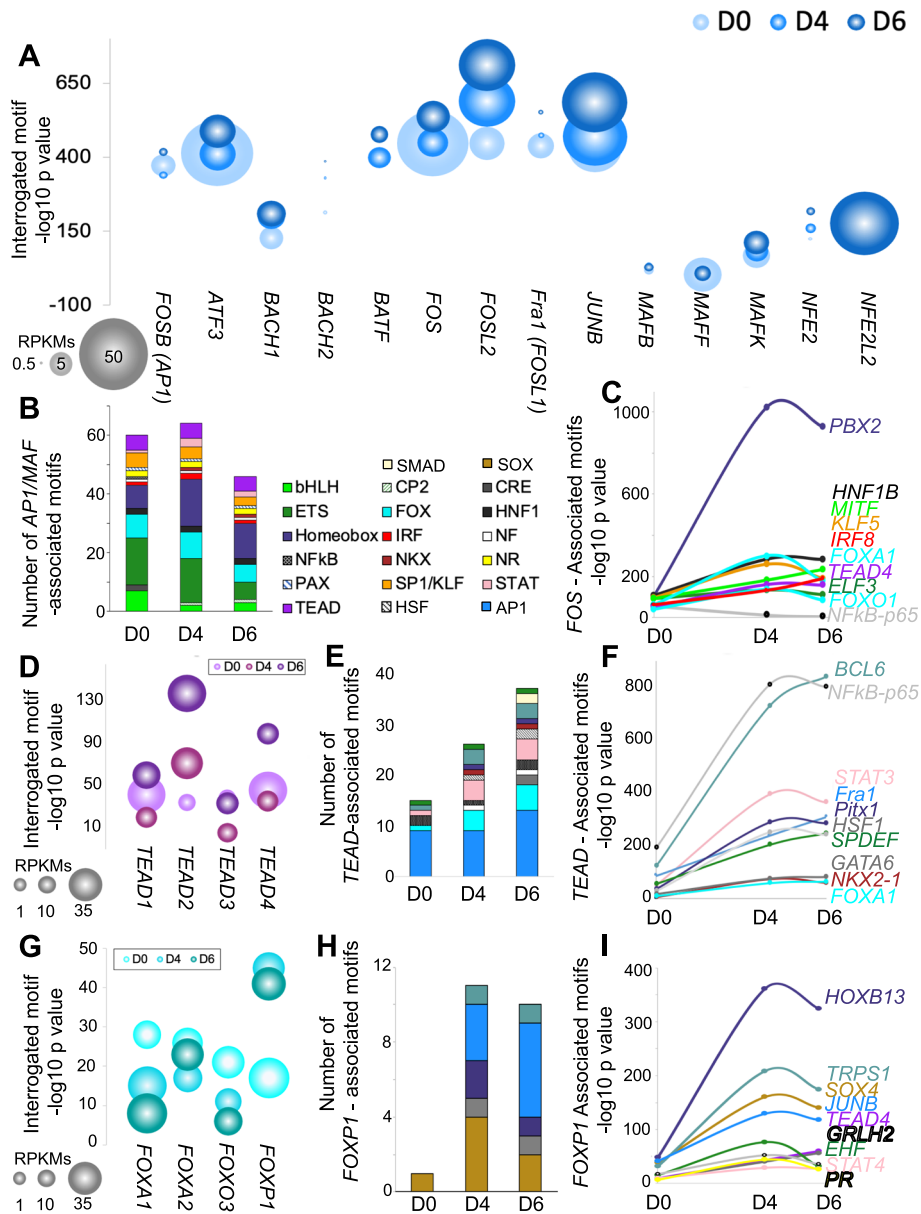 D0 D4 D6
A
Interrogated motif
-log10 p value
650
400
150
-100
FOSB (AP1)
ATF3
BACH1
BACH2
BATF
FOS
FOSL2
Fra1 (FOSL1)
JUNB
MAFB
MAFF
MAFK
NFE2
NFE2L2
RPKMs
0.5 5 50
B
Number of AP1/MAF
-associated motifs
60
40
20
0
D0 D4 D6
bHLH
ETS
Homeobox
NFkB
PAX
TEAD
SMAD
CP2
FOX
IRF
NKX
SP1/KLF
HSF
SOX
CRE
HNF1
NF
NR
STAT
AP1
C
FOS - Associated motifs
-log10 p value
1000
600
200
0
D0 D4 D6
PBX2
HNF1B
MITF
KLF5
IRF8
FOXA1
TEAD4
ELF3
FOXO1
NFkB-p65
D
D0 D4 D6
Interrogated motif
-log10 p value
130
90
50
10
TEAD1
TEAD2
TEAD3
TEAD4
RPKMs
1 10 35
E
Number of
TEAD-associated motifs
40
30
20
10
0
D0 D4 D6
F
TEAD - Associated motifs
-log10 p value
800
600
400
200
0
D0 D4 D6
BCL6
NFkB-p65
STAT3
Fra1
Pitx1
HSF1
SPDEF
GATA6
NKX2-1
FOXA1
G
D0 D4 D6
Interrogated motif
-log10 p value
50
40
30
20
10
0
FOXA1
FOXA2
FOXO3
FOXP1
RPKMs
1 10 35
H
Number of
FOXP1 - associated motifs
12
8
4
0
D0 D4 D6
I
FOXP1 Associated motifs
-log10 p value
400
300
200
100
0
D0 D4 D6
HOXB13
TRPS1
SOX4
JUNB
TEAD4
GRLH2
EHF
STAT4
PR